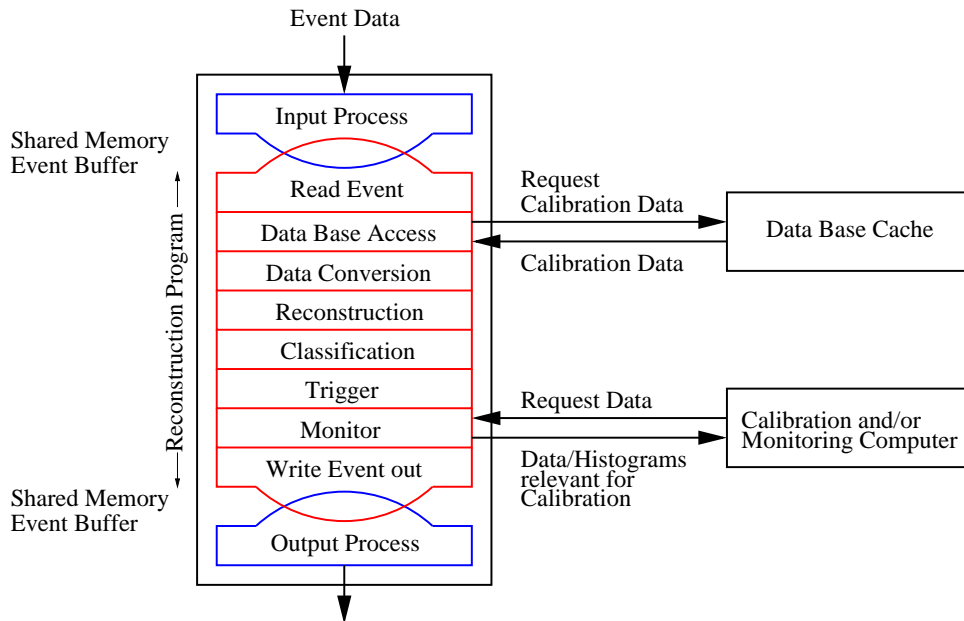 Event Data
Input Process
Shared Memory
Event Buffer
Reconstruction Program
Read Event
Data Base Access
Data Conversion
Reconstruction
Classification
Trigger
Monitor
Write Event out
Request
Calibration Data
Calibration Data
Data Base Cache
Request Data
Data/Histograms
relevant for
Calibration
Calibration and/or
Monitoring Computer
Shared Memory
Event Buffer
Output Process